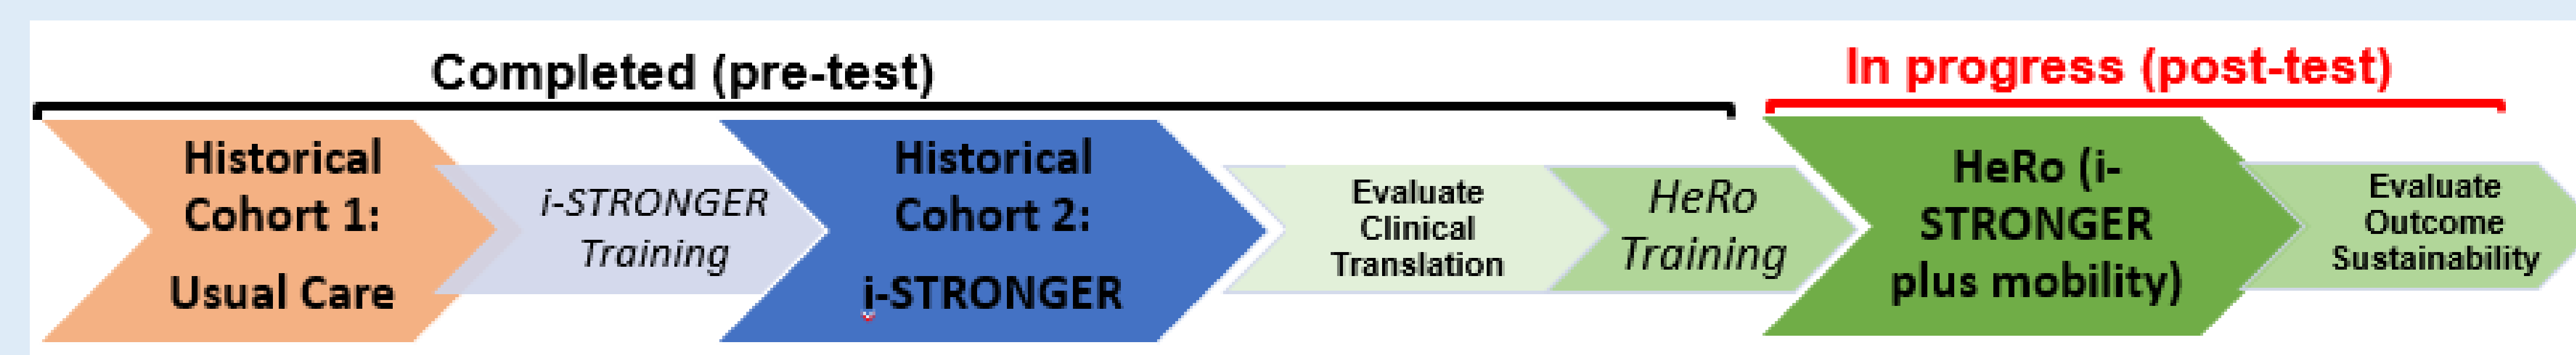 Completed (pre-test)
In progress (post-test)
Historical
Cohort 1:
Usual Care
i-STRONGER
Training
Historical
Cohort 2:
i-STRONGER
Evaluate
Clinical
Translation
HeRo
Training
HeRo (i-
STRONGER
plus mobility)
Evaluate
Outcome
Sustainability